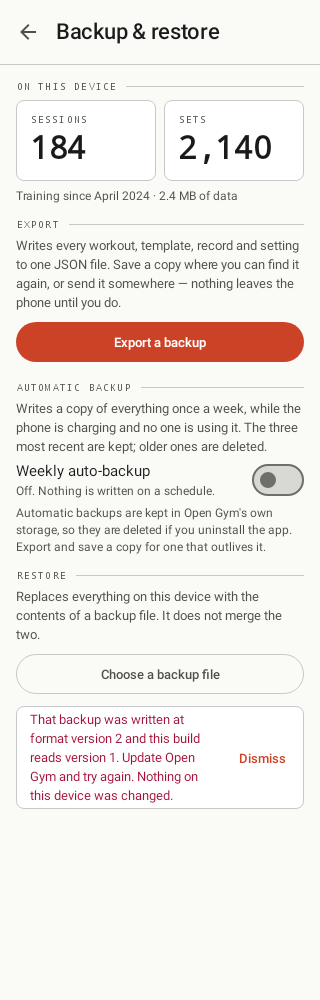 Backup & restore
ON THIS DEVICE
SESSIONS
184
SETS
2,140
Training since April 2024 · 2.4 MB of data
EXPORT
Writes every workout, template, record and setting
to one JSON file. Save a copy where you can find it
again, or send it somewhere — nothing leaves the
phone until you do.
Export a backup
AUTOMATIC BACKUP
Writes a copy of everything once a week, while the
phone is charging and no one is using it. The three
most recent are kept; older ones are deleted.
Weekly auto-backup
Off. Nothing is written on a schedule.
Automatic backups are kept in Open Gym's own
storage, so they are deleted if you uninstall the app.
Export and save a copy for one that outlives it.
RESTORE
Replaces everything on this device with the
contents of a backup file. It does not merge the
two.
Choose a backup file
That backup was written at
format version 2 and this build
reads version 1. Update Open
Gym and try again. Nothing on
this device was changed.
Dismiss